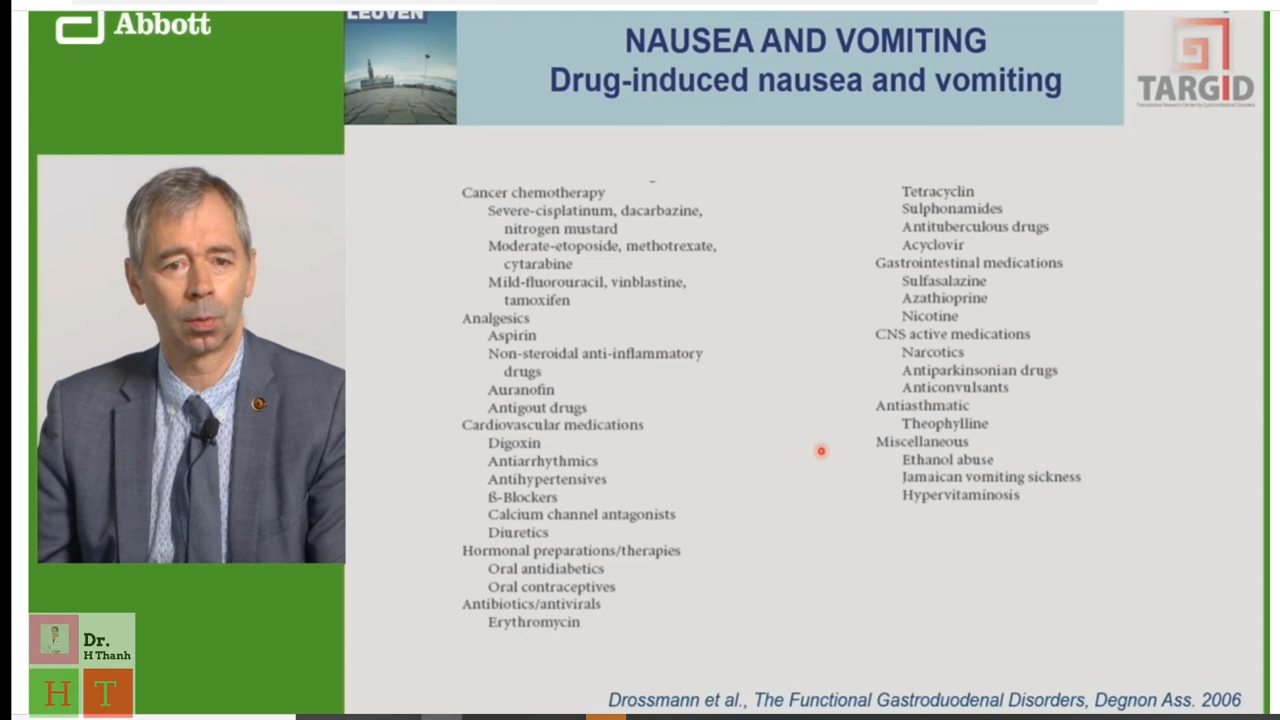 Abbott
LEUVEN
NAUSEA AND VOMITING
Drug-induced nausea and vomiting
TARGID
Cancer chemotherapy
Severe-cisplatinum, dacarbazine,
nitrogen mustard
Moderate-etoposide, methotrexate,
cytarabine
Mild-fluorouracil, vinblastine,
tamoxifen
Analgesics
Aspirin
Non-steroidal anti-inflammatory
drugs
Auranofin
Antigout drugs
Cardiovascular medications
Digoxin
Antiarrhythmics
Antihypertensives
ß-Blockers
Calcium channel antagonists
Diuretics
Hormonal preparations/therapies
Oral antidiabetics
Oral contraceptives
Antibiotics/antivirals
Erythromycin
Tetracyclin
Sulphonamides
Antituberculous drugs
Acyclovir
Gastrointestinal medications
Sulfasalazine
Azathioprine
Nicotine
CNS active medications
Narcotics
Antiparkinsonian drugs
Anticonvulsants
Antiasthmatic
Theophylline
Miscellaneous
Ethanol abuse
Jamaican vomiting sickness
Hypervitaminosis
Dr.
H Thanh
H T
Drossmann et al., The Functional Gastroduodenal Disorders, Degnon Ass. 2006